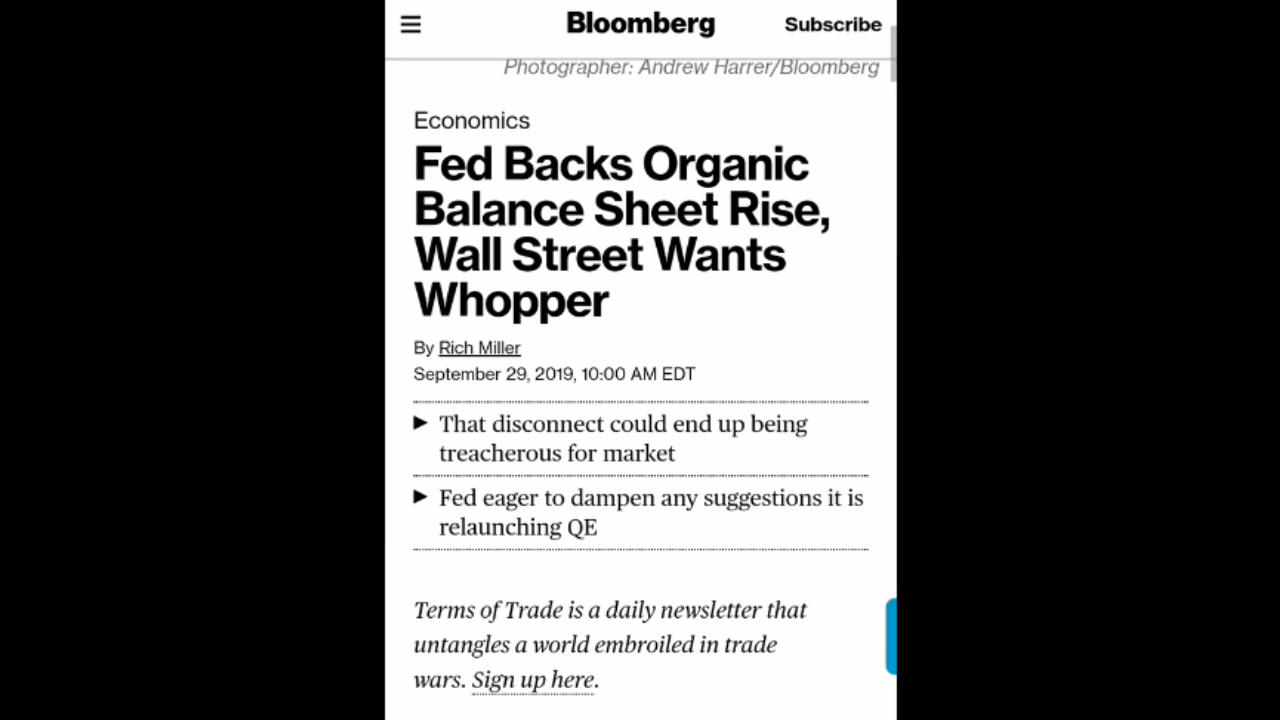 Bloomberg
Subscribe
Photographer: Andrew Harrer/Bloomberg
Economics
Fed Backs Organic
Balance Sheet Rise,
Wall Street Wants
Whopper
By Rich Miller
September 29, 2019, 10:00 AM EDT
► That disconnect could end up being
treacherous for market
► Fed eager to dampen any suggestions it is
relaunching QE
Terms of Trade is a daily newsletter that
untangles a world embroiled in trade
wars. Sign up here.